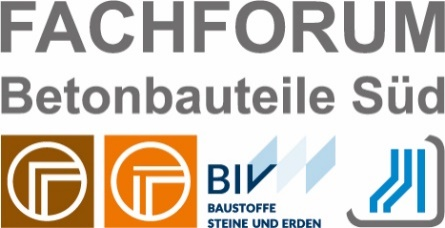 FACHFORUM
Betonbauteile Süd
BIV
BAUSTOFFE
STEINE UND ERDEN